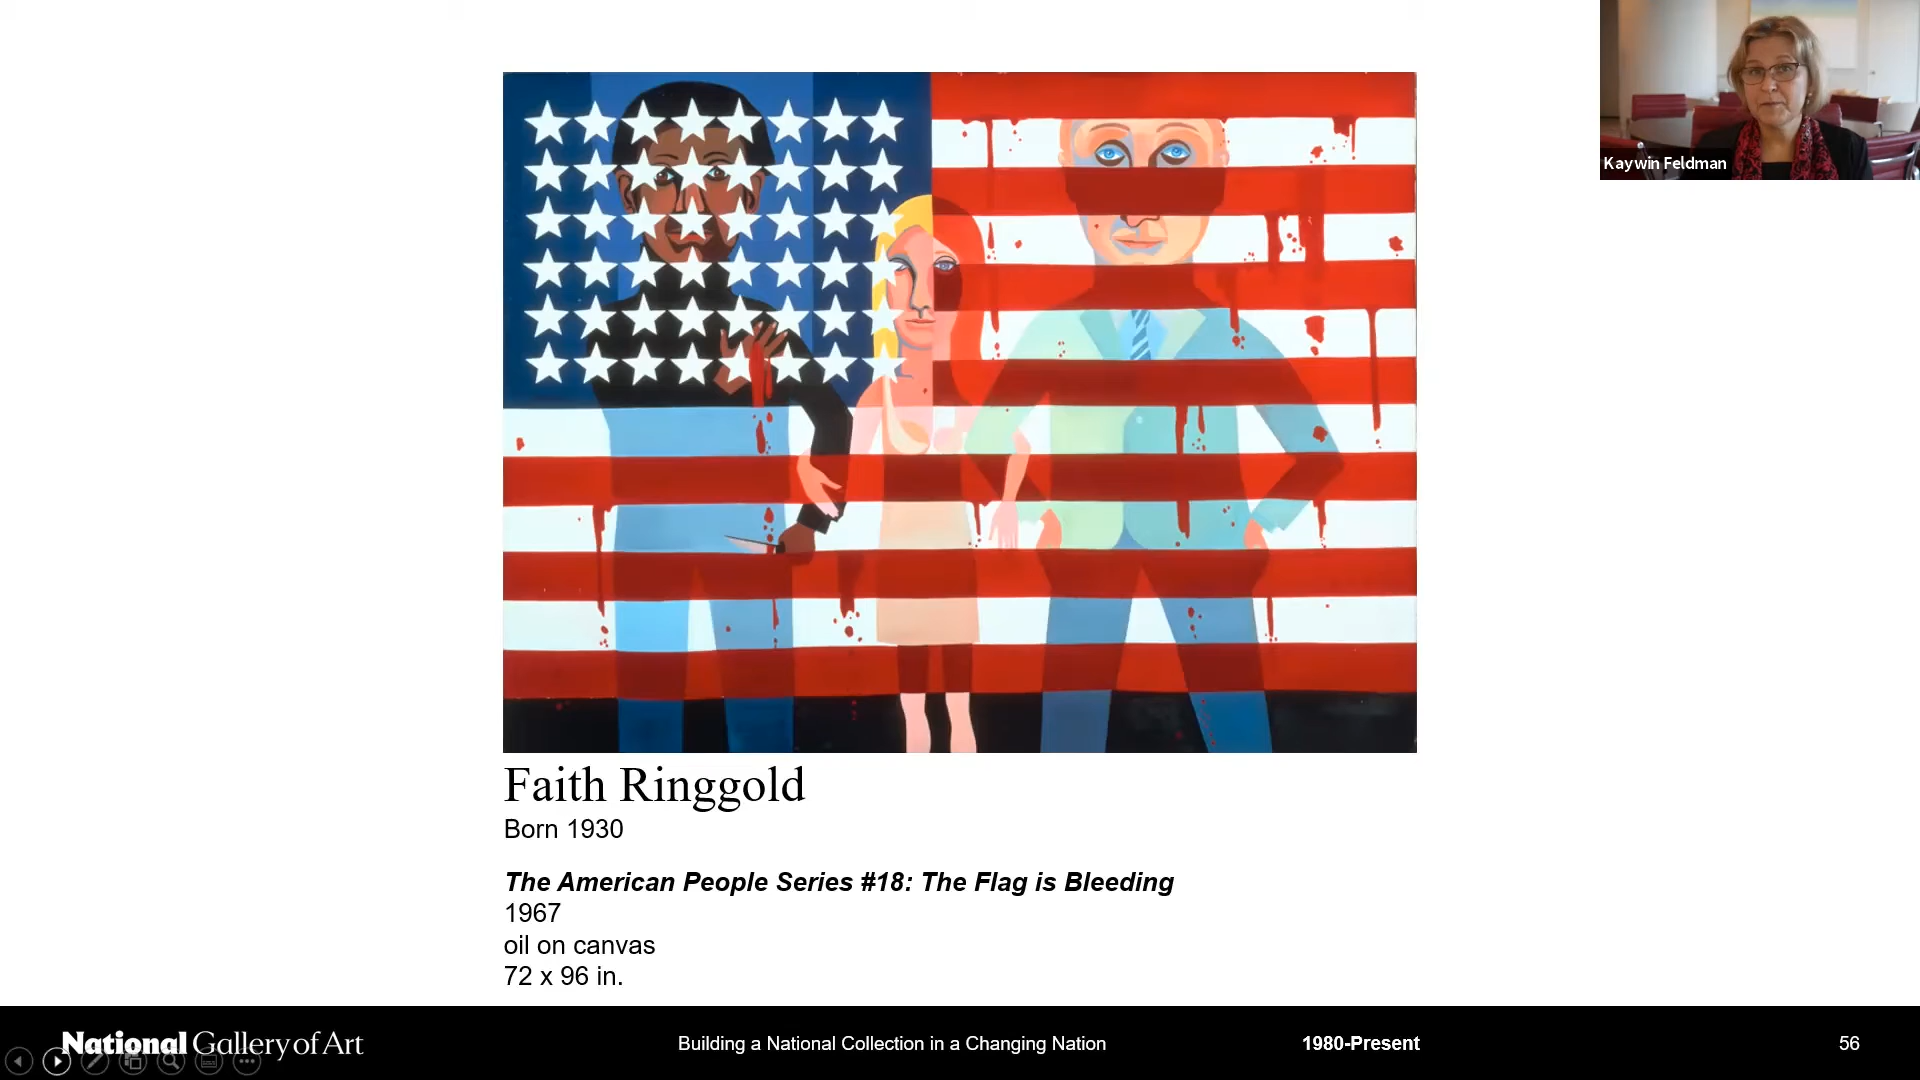 Kaywin Feldman
Faith Ringgold
Born 1930
The American People Series #18: The Flag is Bleeding
1967
oil on canvas
72 x 96 in.
National Gallery of Art
Building a National Collection in a Changing Nation
1980-Present
56